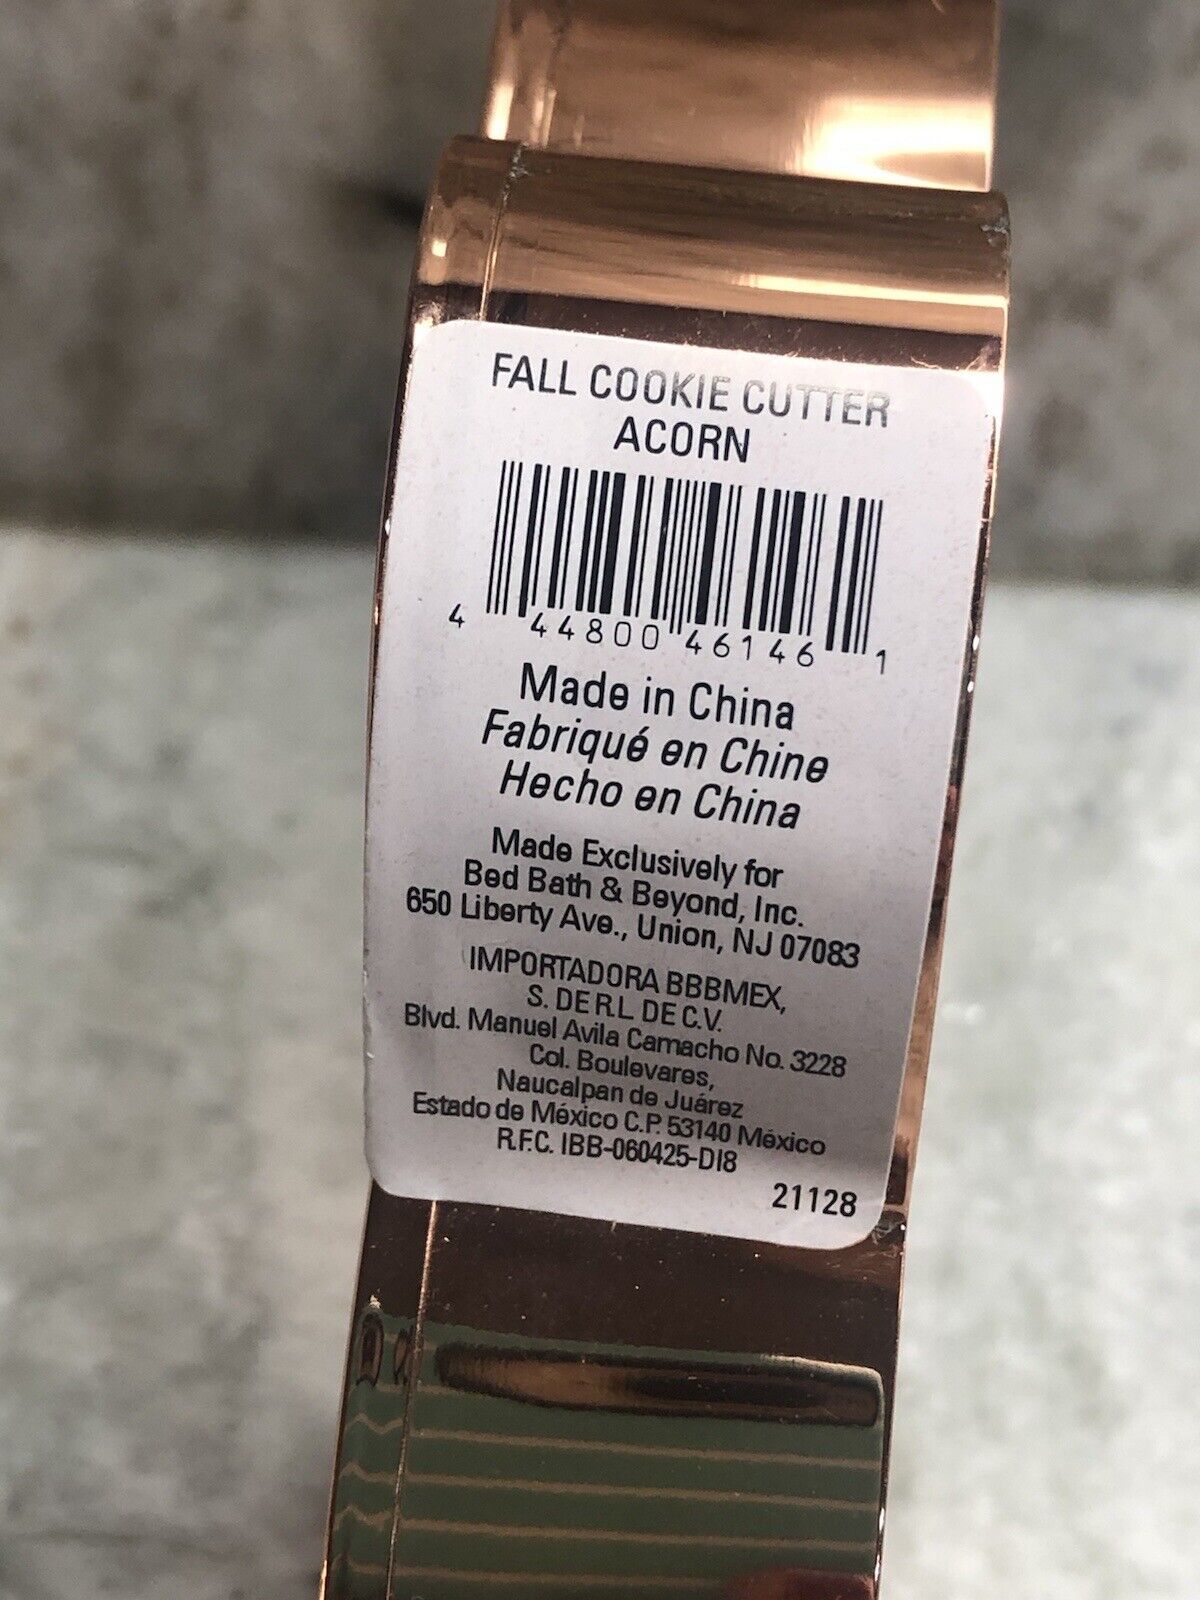 FALL COOKIE CUTTER
ACORN
4 44800 46146 1
Made in China
Fabriqué en Chine
Hecho en China
Made Exclusively for
Bed Bath & Beyond, Inc.
650 Liberty Ave., Union, NJ 07083
IMPORTADORA BBBMEX,
S. DE R.L. DE C.V.
Blvd. Manuel Avila Camacho No. 3228
Col. Boulevares,
Naucalpan de Juárez
Estado de México C.P. 53140 México
R.F.C. IBB-060425-DI8
21128